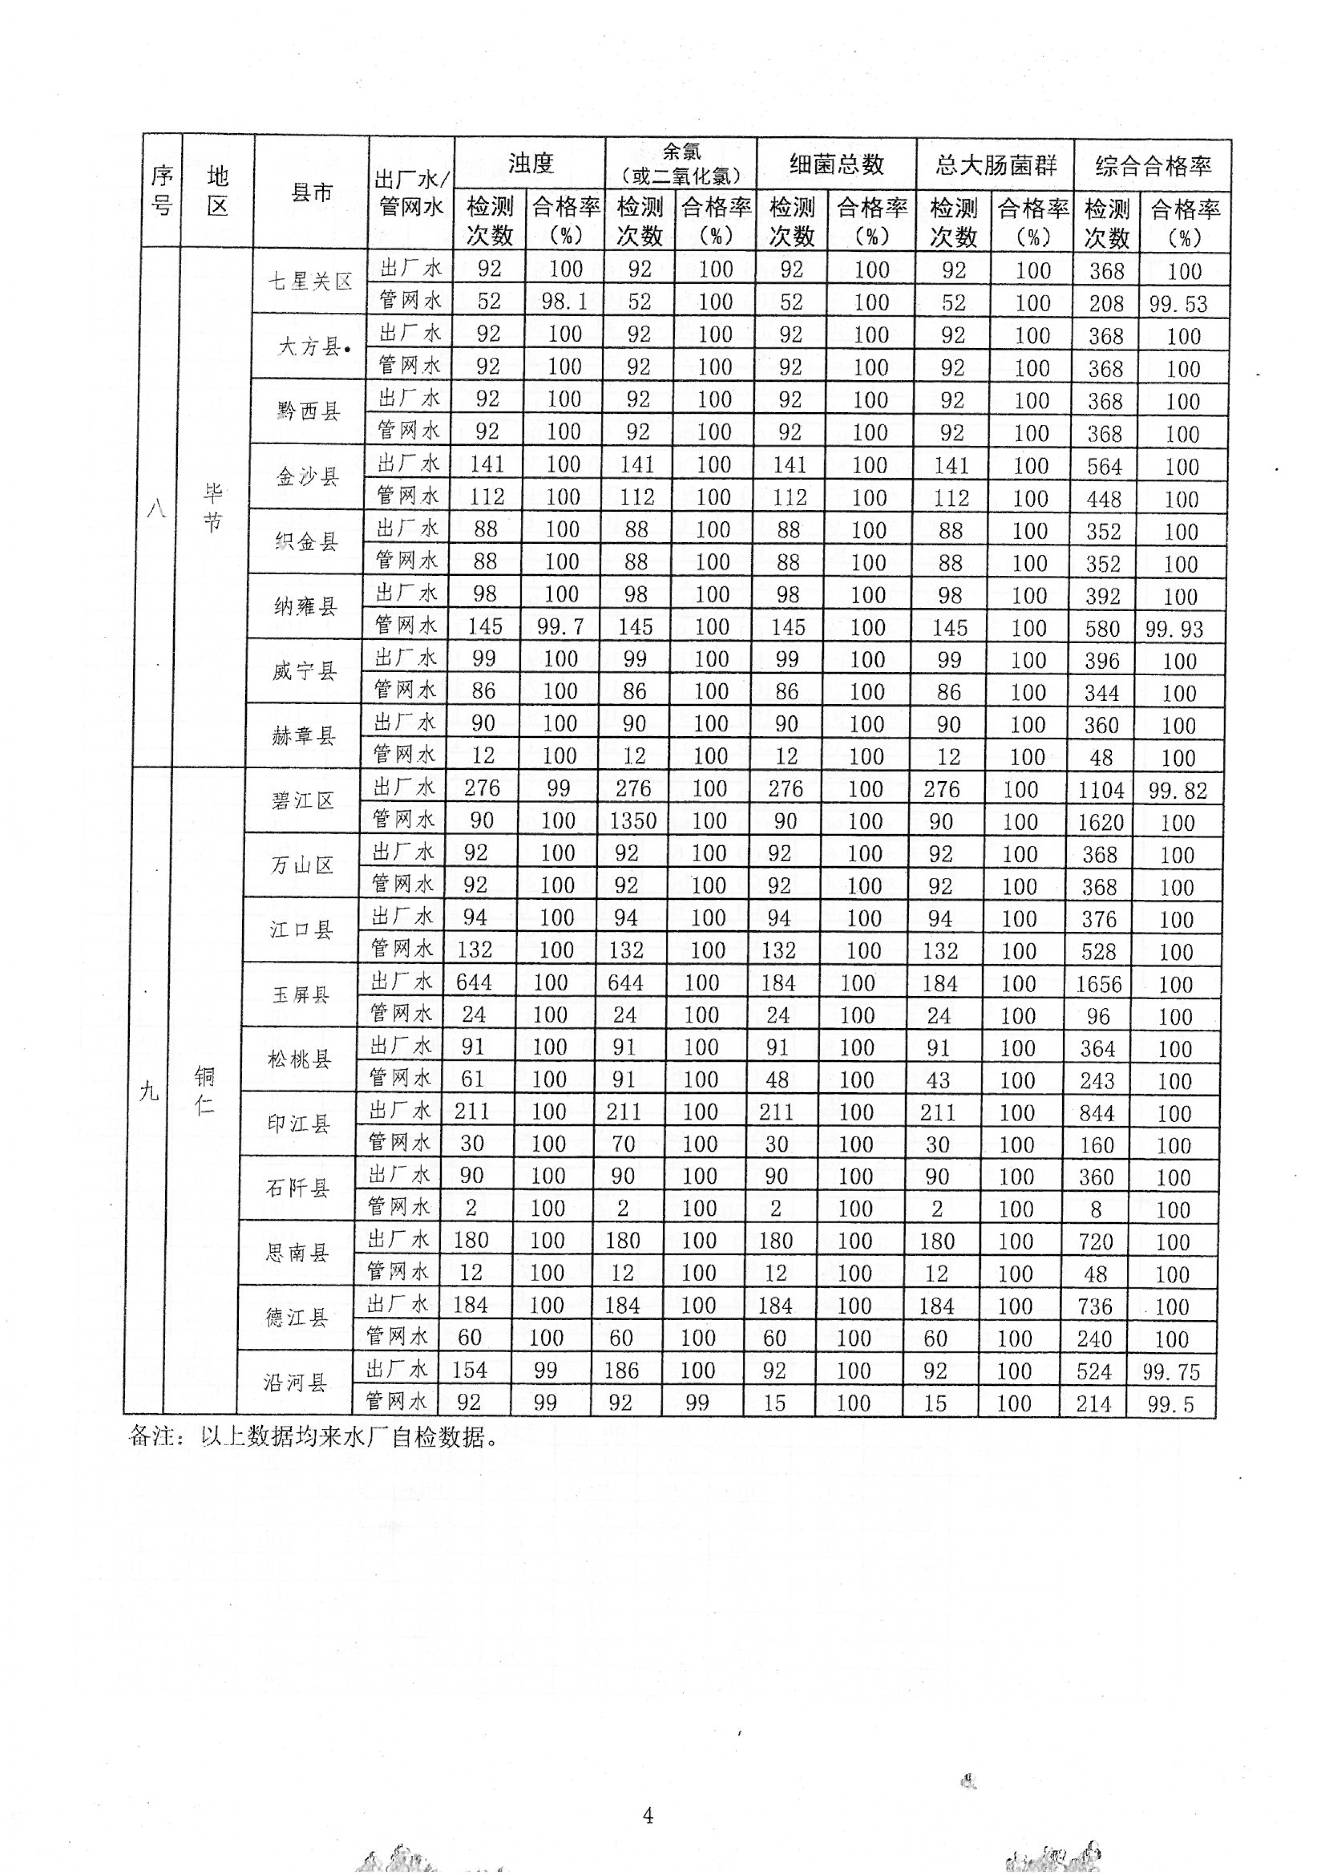 序号 地区 县市 出厂水/管网水 浊度 余氯（或二氧化氯） 细菌总数 总大肠菌群 综合合格率
检测次数 合格率(%) 检测次数 合格率(%) 检测次数 合格率(%) 检测次数 合格率(%) 检测次数 合格率(%)
八 毕节 七星关区 出厂水 92 100 92 100 92 100 92 100 368 100
管网水 52 98.1 52 100 52 100 52 100 208 99.53
大方县 出厂水 92 100 92 100 92 100 92 100 368 100
管网水 92 100 92 100 92 100 92 100 368 100
黔西县 出厂水 92 100 92 100 92 100 92 100 368 100
管网水 92 100 92 100 92 100 92 100 368 100
金沙县 出厂水 141 100 141 100 141 100 141 100 564 100
管网水 112 100 112 100 112 100 112 100 448 100
织金县 出厂水 88 100 88 100 88 100 88 100 352 100
管网水 88 100 88 100 88 100 88 100 352 100
纳雍县 出厂水 98 100 98 100 98 100 98 100 392 100
管网水 145 99.7 145 100 145 100 145 100 580 99.93
威宁县 出厂水 99 100 99 100 99 100 99 100 396 100
管网水 86 100 86 100 86 100 86 100 344 100
赫章县 出厂水 90 100 90 100 90 100 90 100 360 100
管网水 12 100 12 100 12 100 12 100 48 100
九 铜仁 碧江区 出厂水 276 99 276 100 276 100 276 100 1104 99.82
管网水 90 100 1350 100 90 100 90 100 1620 100
万山区 出厂水 92 100 92 100 92 100 92 100 368 100
管网水 92 100 92 100 92 100 92 100 368 100
江口县 出厂水 94 100 94 100 94 100 94 100 376 100
管网水 132 100 132 100 132 100 132 100 528 100
玉屏县 出厂水 644 100 644 100 184 100 184 100 1656 100
管网水 24 100 24 100 24 100 24 100 96 100
松桃县 出厂水 91 100 91 100 91 100 91 100 364 100
管网水 61 100 91 100 48 100 43 100 243 100
印江县 出厂水 211 100 211 100 211 100 211 100 844 100
管网水 30 100 70 100 30 100 30 100 160 100
石阡县 出厂水 90 100 90 100 90 100 90 100 360 100
管网水 2 100 2 100 2 100 2 100 8 100
思南县 出厂水 180 100 180 100 180 100 180 100 720 100
管网水 12 100 12 100 12 100 12 100 48 100
德江县 出厂水 184 100 184 100 184 100 184 100 736 100
管网水 60 100 60 100 60 100 60 100 240 100
沿河县 出厂水 154 99 186 100 92 100 92 100 524 99.75
管网水 92 99 92 99 15 100 15 100 214 99.5
备注：以上数据均来水厂自检数据。
4